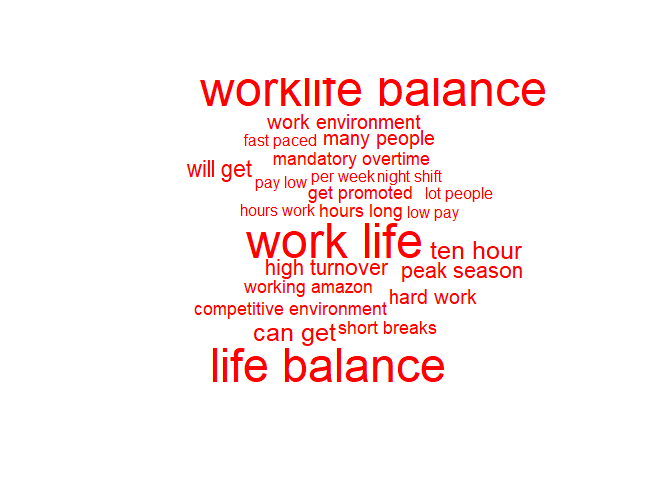 worklife balance
work environment
fast paced many people
mandatory overtime
will get
pay low per week night shift
get promoted lot people
hours work hours long low pay
work life ten hour
high turnover peak season
working amazon
hard work
competitive environment
can get short breaks
life balance